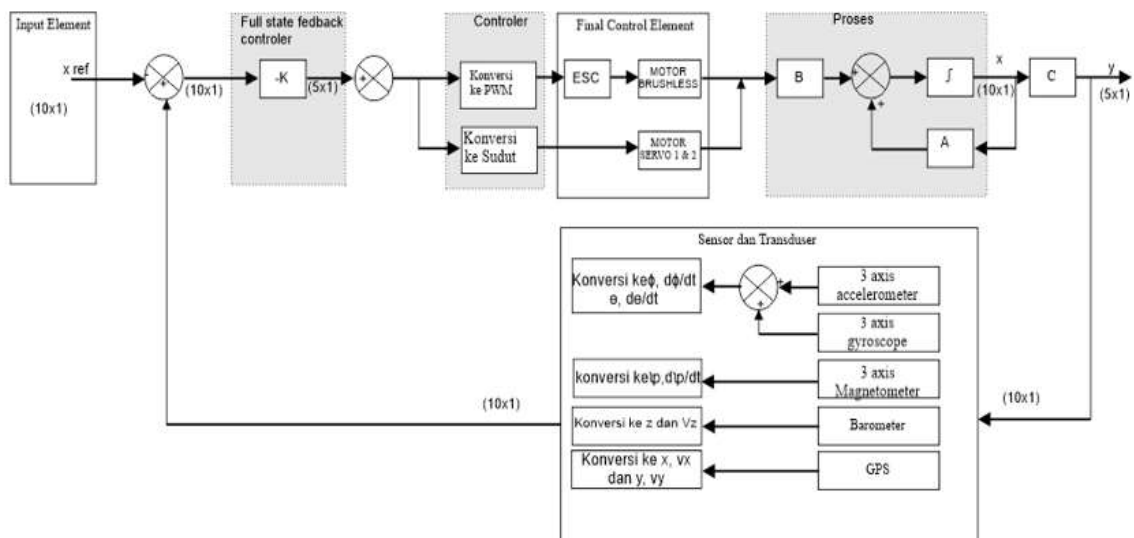 Input Element
x ref
(10x1)
-
+
(10x1)
Full state fedback
controler
-K
(5x1)
+
Controler
Konversi
ke PWM
Konversi
ke Sudut
Final Control Element
ESC
MOTOR
BRUSHLESS
MOTOR
SERVO 1 & 2
Proses
B
+
+
∫
x
(10x1)
A
C
y
(5x1)
Sensor dan Transduser
Konversi keϕ, dϕ/dt
ɵ, dɵ/dt
+
+
3 axis
accelerometer
3 axis
gyroscope
konversi keψ,dψ/dt
3 axis
Magnetometer
Konversi ke z dan Vz
Barometer
Konversi ke x, vx
dan y, vy
GPS
(10x1)
(10x1)